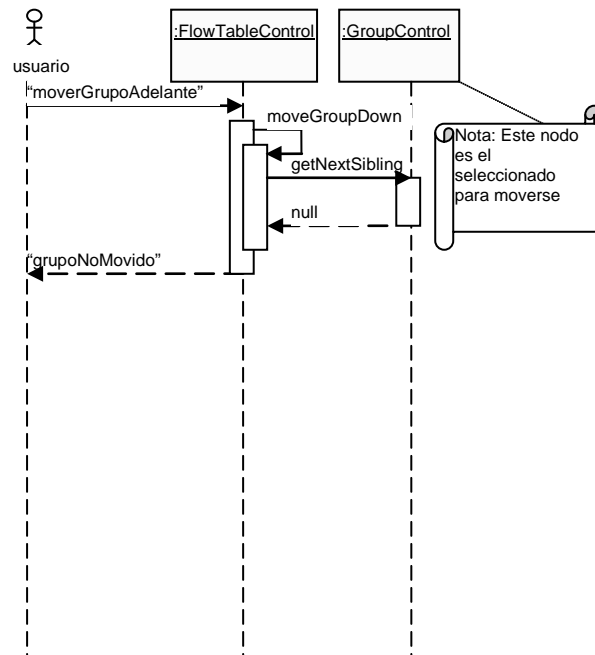 :FlowTableControl
:GroupControl
usuario
“moverGrupoAdelante”
moveGroupDown
Nota: Este nodo
es el
seleccionado
para moverse
getNextSibling
null
“grupoNoMovido”